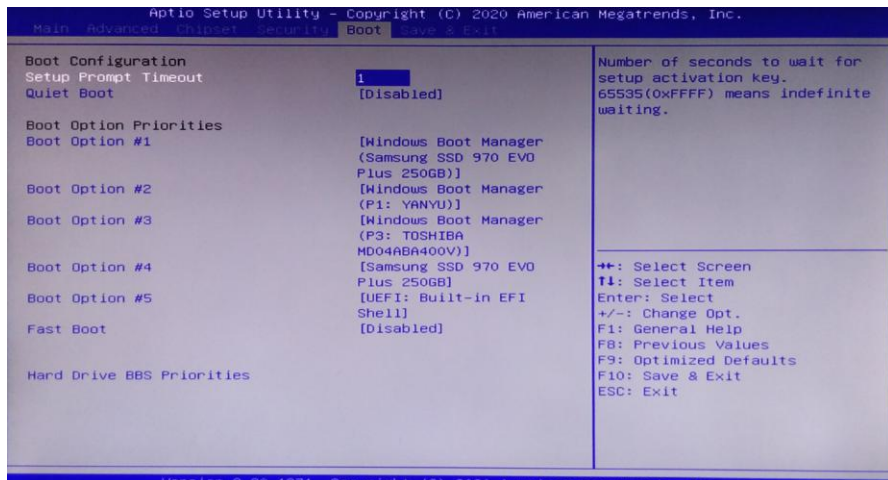 Aptio Setup Utility – Copyright (C) 2020 American Megatrends, Inc.
Main Advanced Chipset Security Boot Save & Exit
Boot Configuration
Setup Prompt Timeout 1
Quiet Boot [Disabled]
Boot Option Priorities
Boot Option #1 [Windows Boot Manager
(Samsung SSD 970 EVO
Plus 250GB)]
Boot Option #2 [Windows Boot Manager
(P1: YANYU)]
Boot Option #3 [Windows Boot Manager
(P3: TOSHIBA
MD04ABA400V)]
Boot Option #4 [Samsung SSD 970 EVO
Plus 250GB]
Boot Option #5 [UEFI: Built-in EFI
Shell]
Fast Boot [Disabled]
Hard Drive BBS Priorities
Number of seconds to wait for
setup activation key.
65535(0xFFFF) means indefinite
waiting.
→←: Select Screen
↑↓: Select Item
Enter: Select
+/-: Change Opt.
F1: General Help
F8: Previous Values
F9: Optimized Defaults
F10: Save & Exit
ESC: Exit